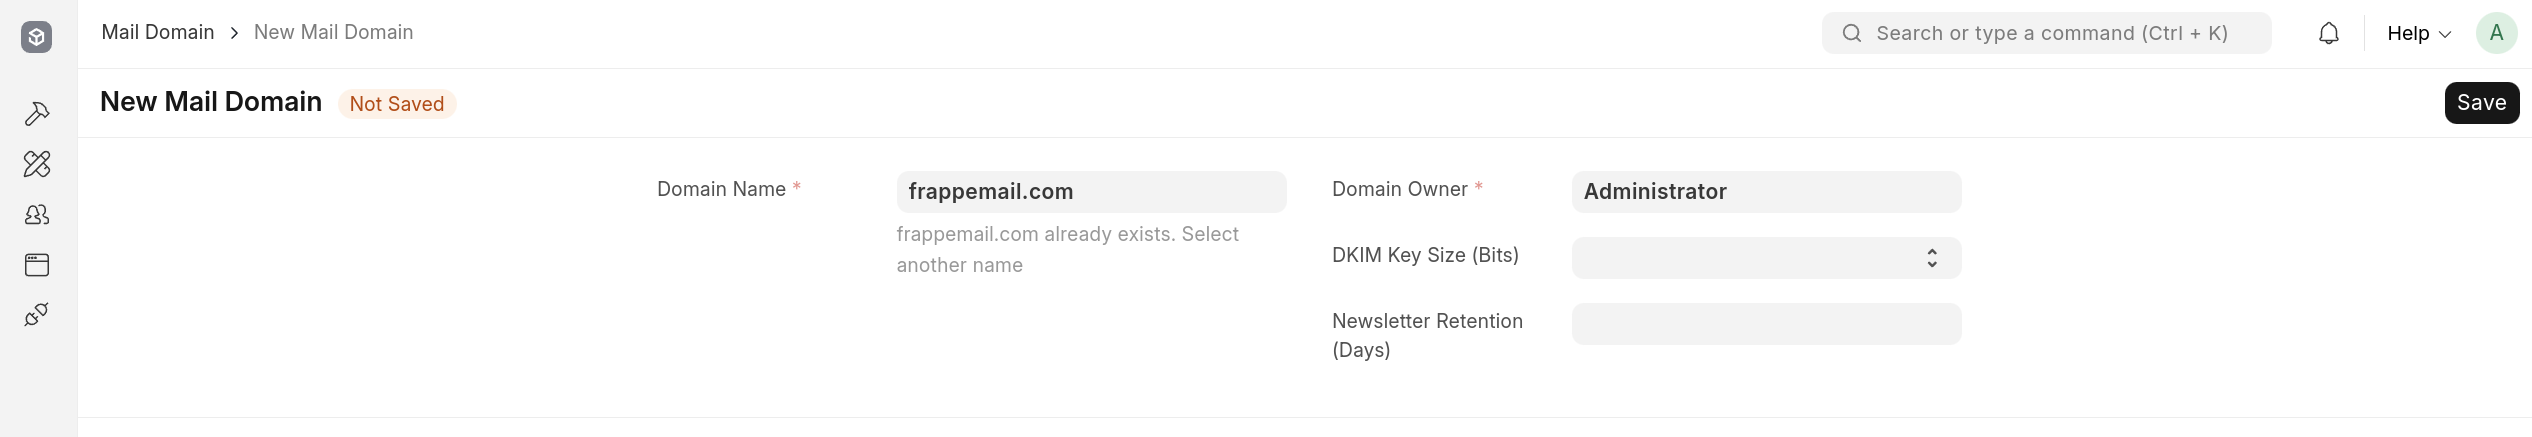 Mail Domain > New Mail Domain
Search or type a command (Ctrl + K)
Help
A
New Mail Domain
Not Saved
Save
Domain Name *
frappemail.com
frappemail.com already exists. Select
another name
Domain Owner *
Administrator
DKIM Key Size (Bits)
Newsletter Retention
(Days)